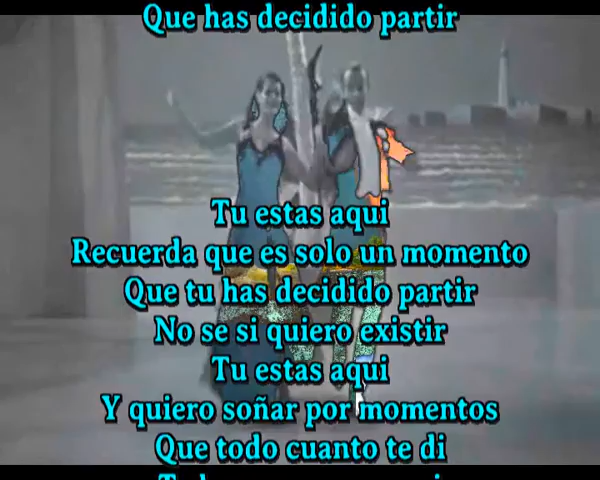 Que has decidido partir
Tu estas aqui
Recuerda que es solo un momento
Que tu has decidido partir
No se si quiero existir
Tu estas aqui
Y quiero soñar por momentos
Que todo cuanto te di